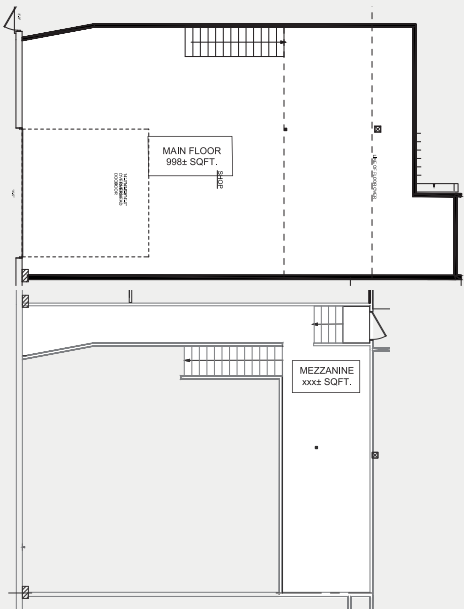 MAIN FLOOR
998± SQFT.
SHOP
MEZZANINE
xxx± SQFT.